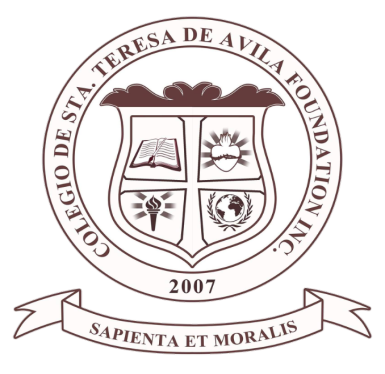 COLEGIO DE STA. TERESA DE AVILA FOUNDATION INC.
2007
SAPIENTA ET MORALIS